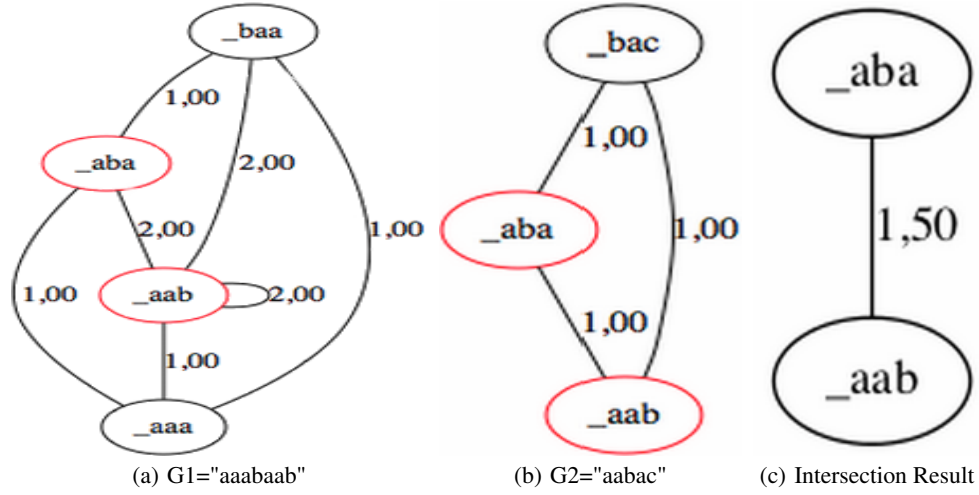 _baa
1,00
_aba
2,00
2,00
1,00
1,00
_aab
2,00
1,00
_aaa
(a) G1="aaabaab"
_bac
1,00
_aba
1,00
1,00
_aab
(b) G2="aabac"
_aba
1,50
_aab
(c) Intersection Result